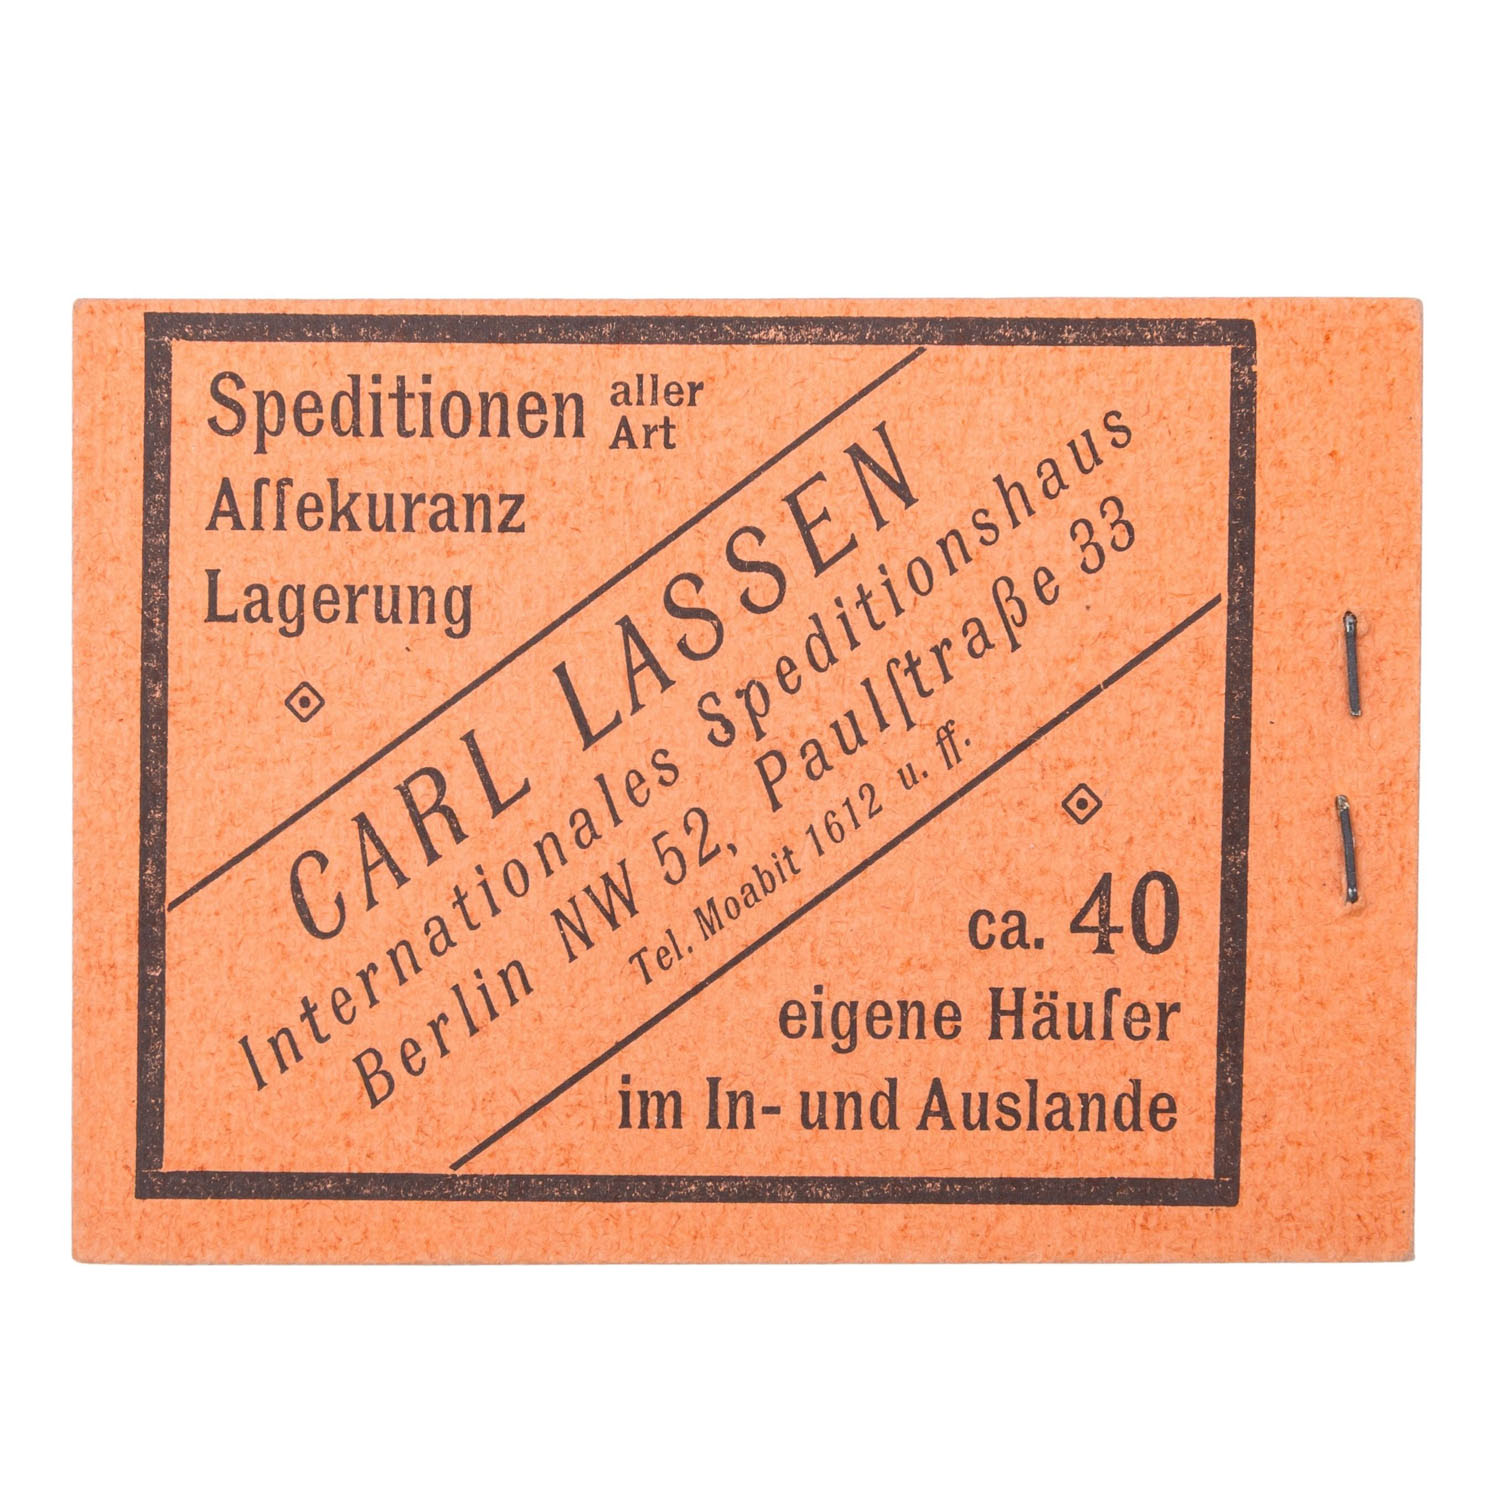 Speditionen aller Art
Aſſekuranz
Lagerung
CARL LASSEN
Internationales Speditionshaus
Berlin NW 52, Paulſtraße 33
Tel. Moabit 1612 u. ff.
ca. 40
eigene Häuſer
im In- und Auslande